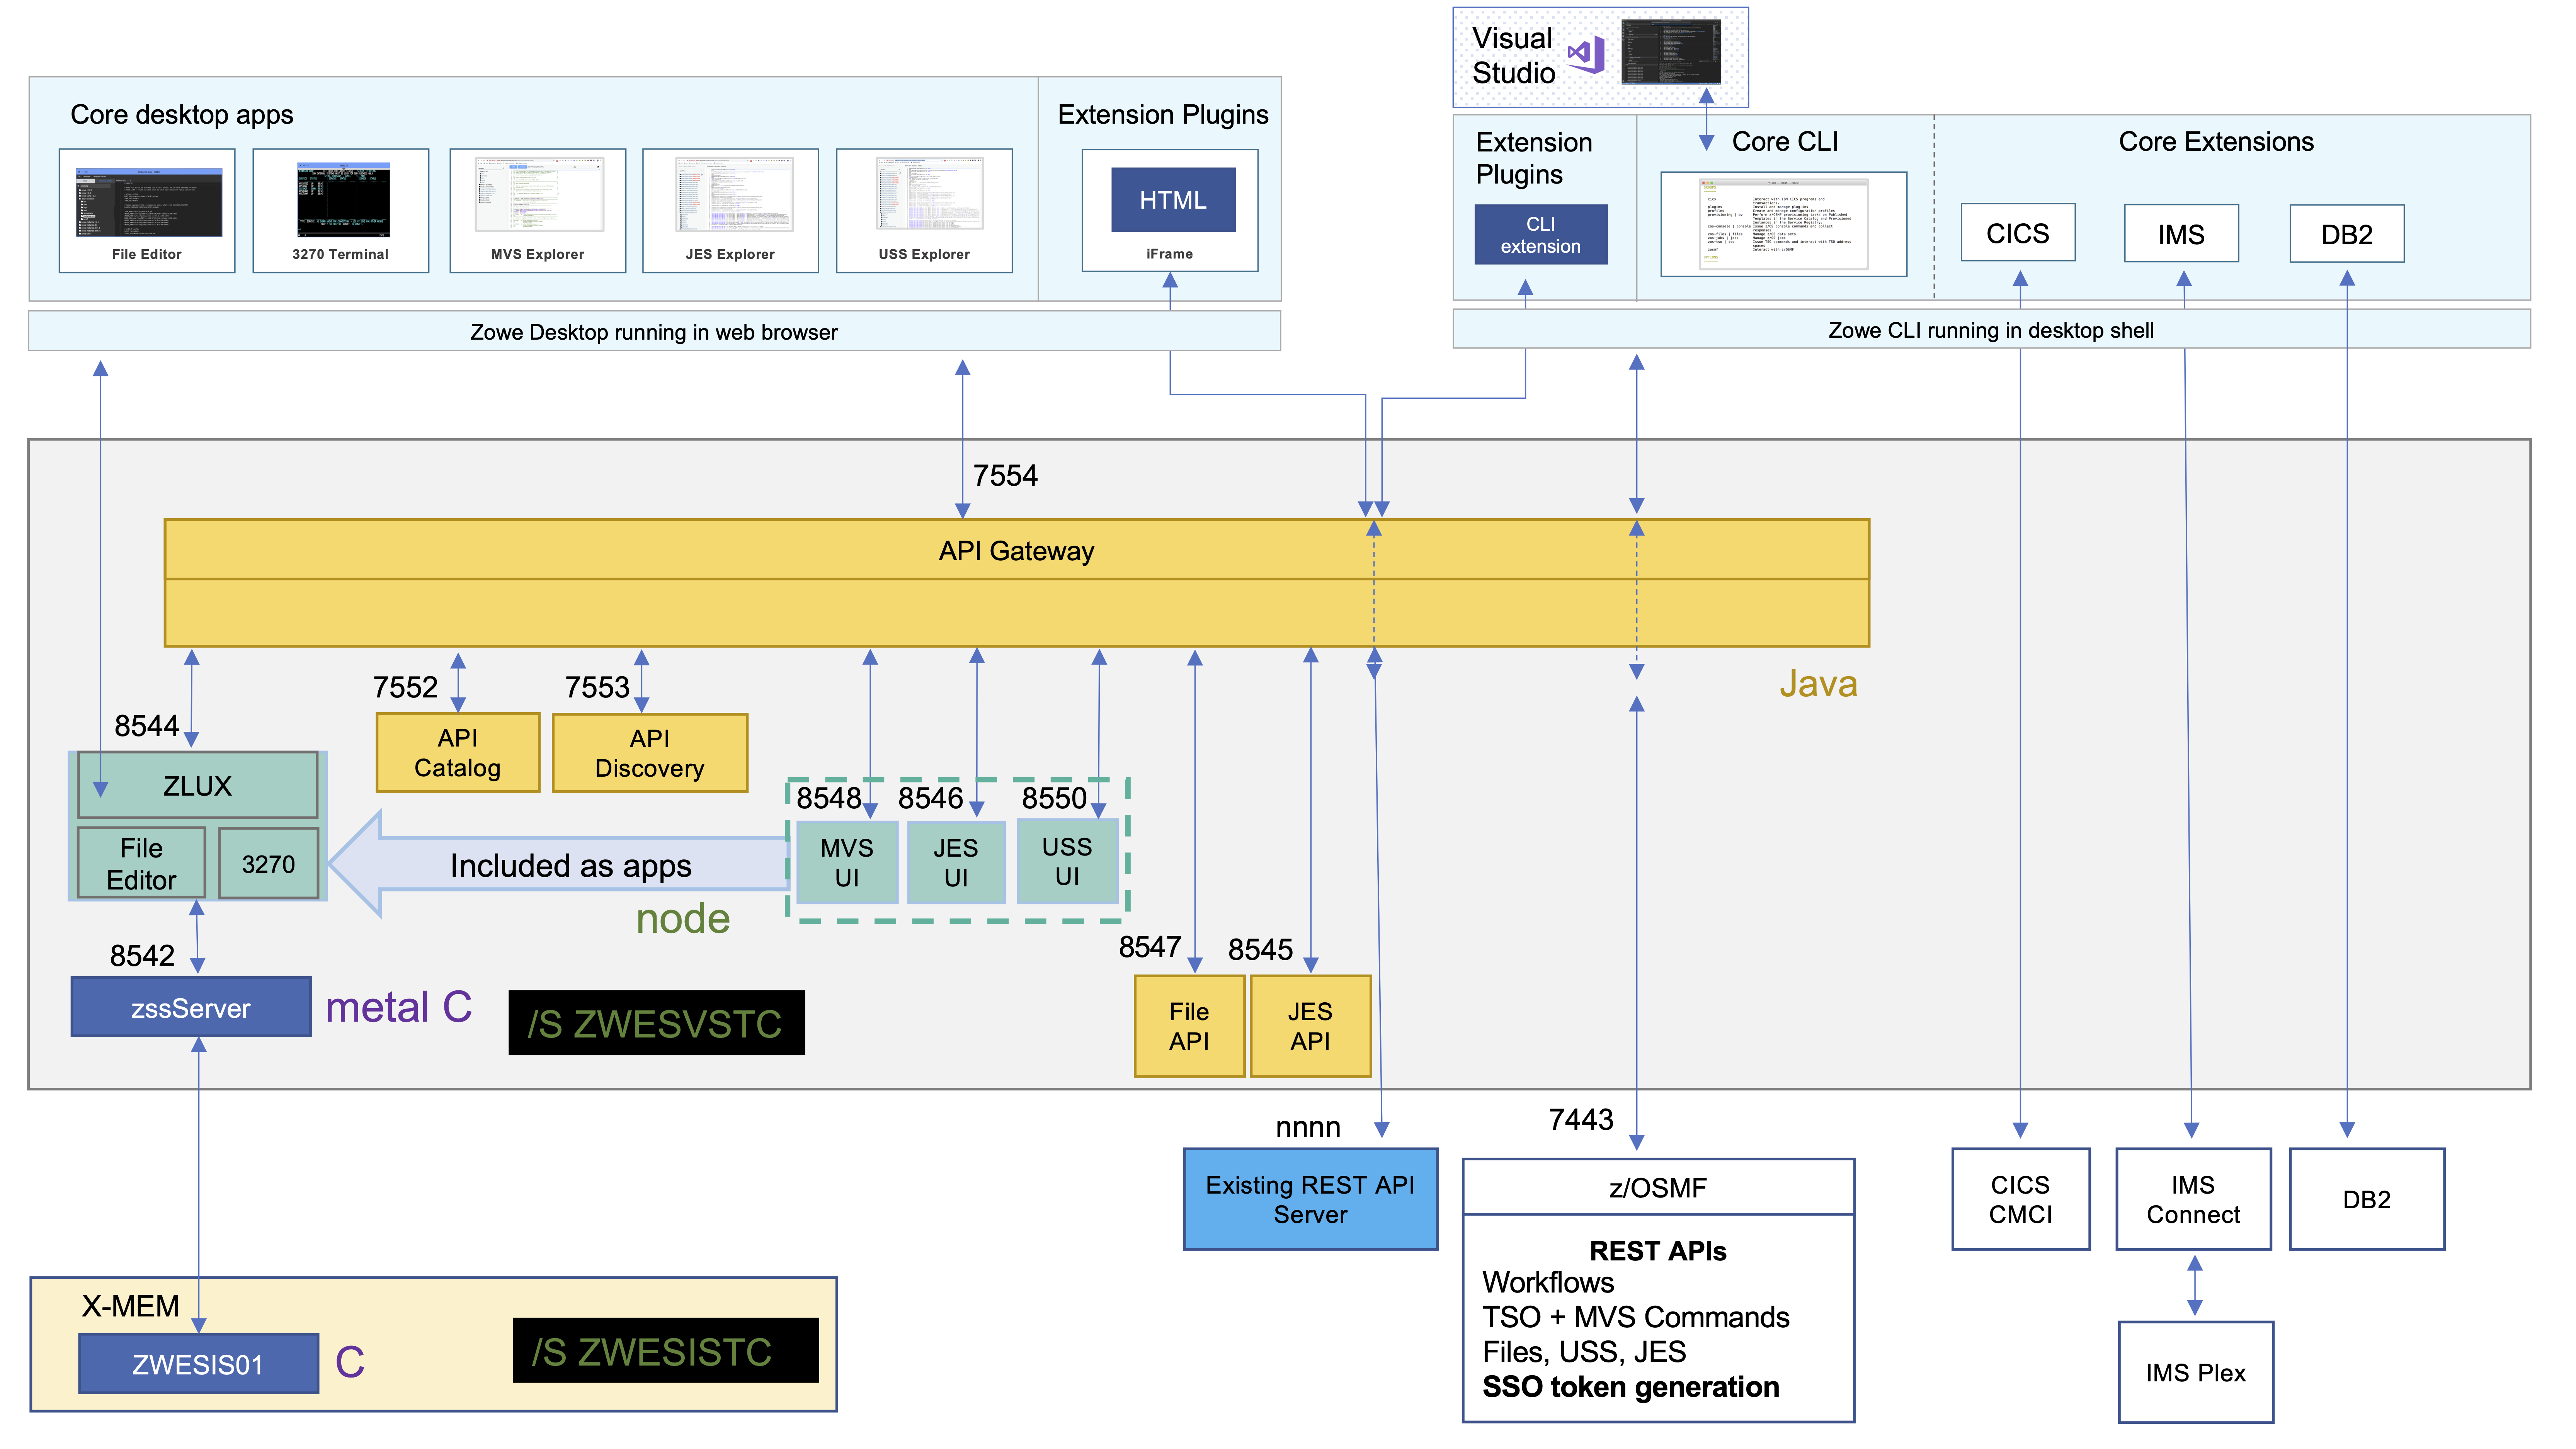 Visual
Studio
Core desktop apps
Extension Plugins
File Editor
3270 Terminal
MVS Explorer
JES Explorer
USS Explorer
HTML
iFrame
Extension
Plugins
Core CLI
Core Extensions
CLI
extension
CICS
IMS
DB2
Zowe Desktop running in web browser
Zowe CLI running in desktop shell
7554
API Gateway
Java
7552
7553
8544
API
Catalog
API
Discovery
ZLUX
File
Editor
3270
8548
8546
8550
Included as apps
MVS
UI
JES
UI
USS
UI
node
8542
8547
8545
zssServer
metal C
/S ZWESVSTC
File
API
JES
API
nnnn
7443
Existing REST API
Server
z/OSMF
REST APIs
Workflows
TSO + MVS Commands
Files, USS, JES
SSO token generation
CICS
CMCI
IMS
Connect
DB2
IMS Plex
X-MEM
ZWESIS01
C
/S ZWESISTC